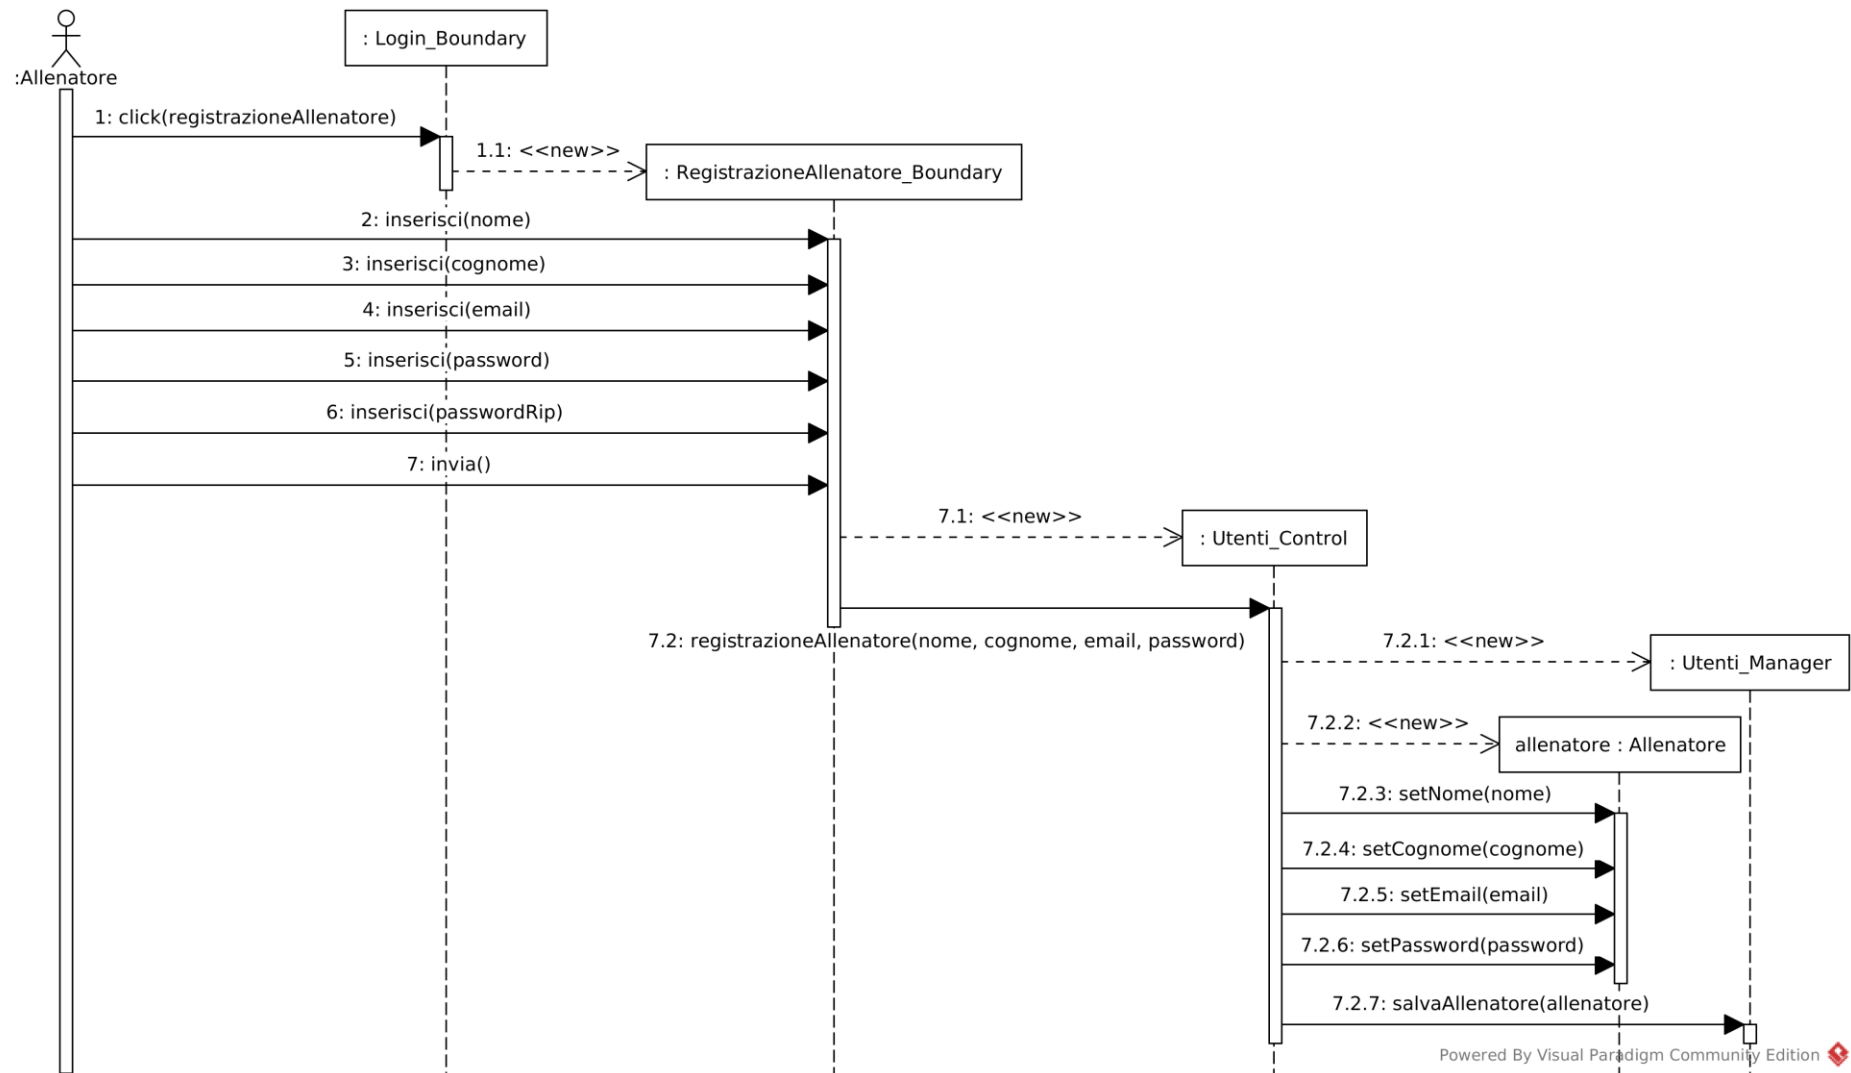 : Login_Boundary
:Allenatore
1: click(registrazioneAllenatore)
1.1: <<new>>
: RegistrazioneAllenatore_Boundary
2: inserisci(nome)
3: inserisci(cognome)
4: inserisci(email)
5: inserisci(password)
6: inserisci(passwordRip)
7: invia()
7.1: <<new>>
: Utenti_Control
7.2: registrazioneAllenatore(nome, cognome, email, password)
7.2.1: <<new>>
: Utenti_Manager
7.2.2: <<new>>
allenatore : Allenatore
7.2.3: setNome(nome)
7.2.4: setCognome(cognome)
7.2.5: setEmail(email)
7.2.6: setPassword(password)
7.2.7: salvaAllenatore(allenatore)
Powered By Visual Paradigm Community Edition